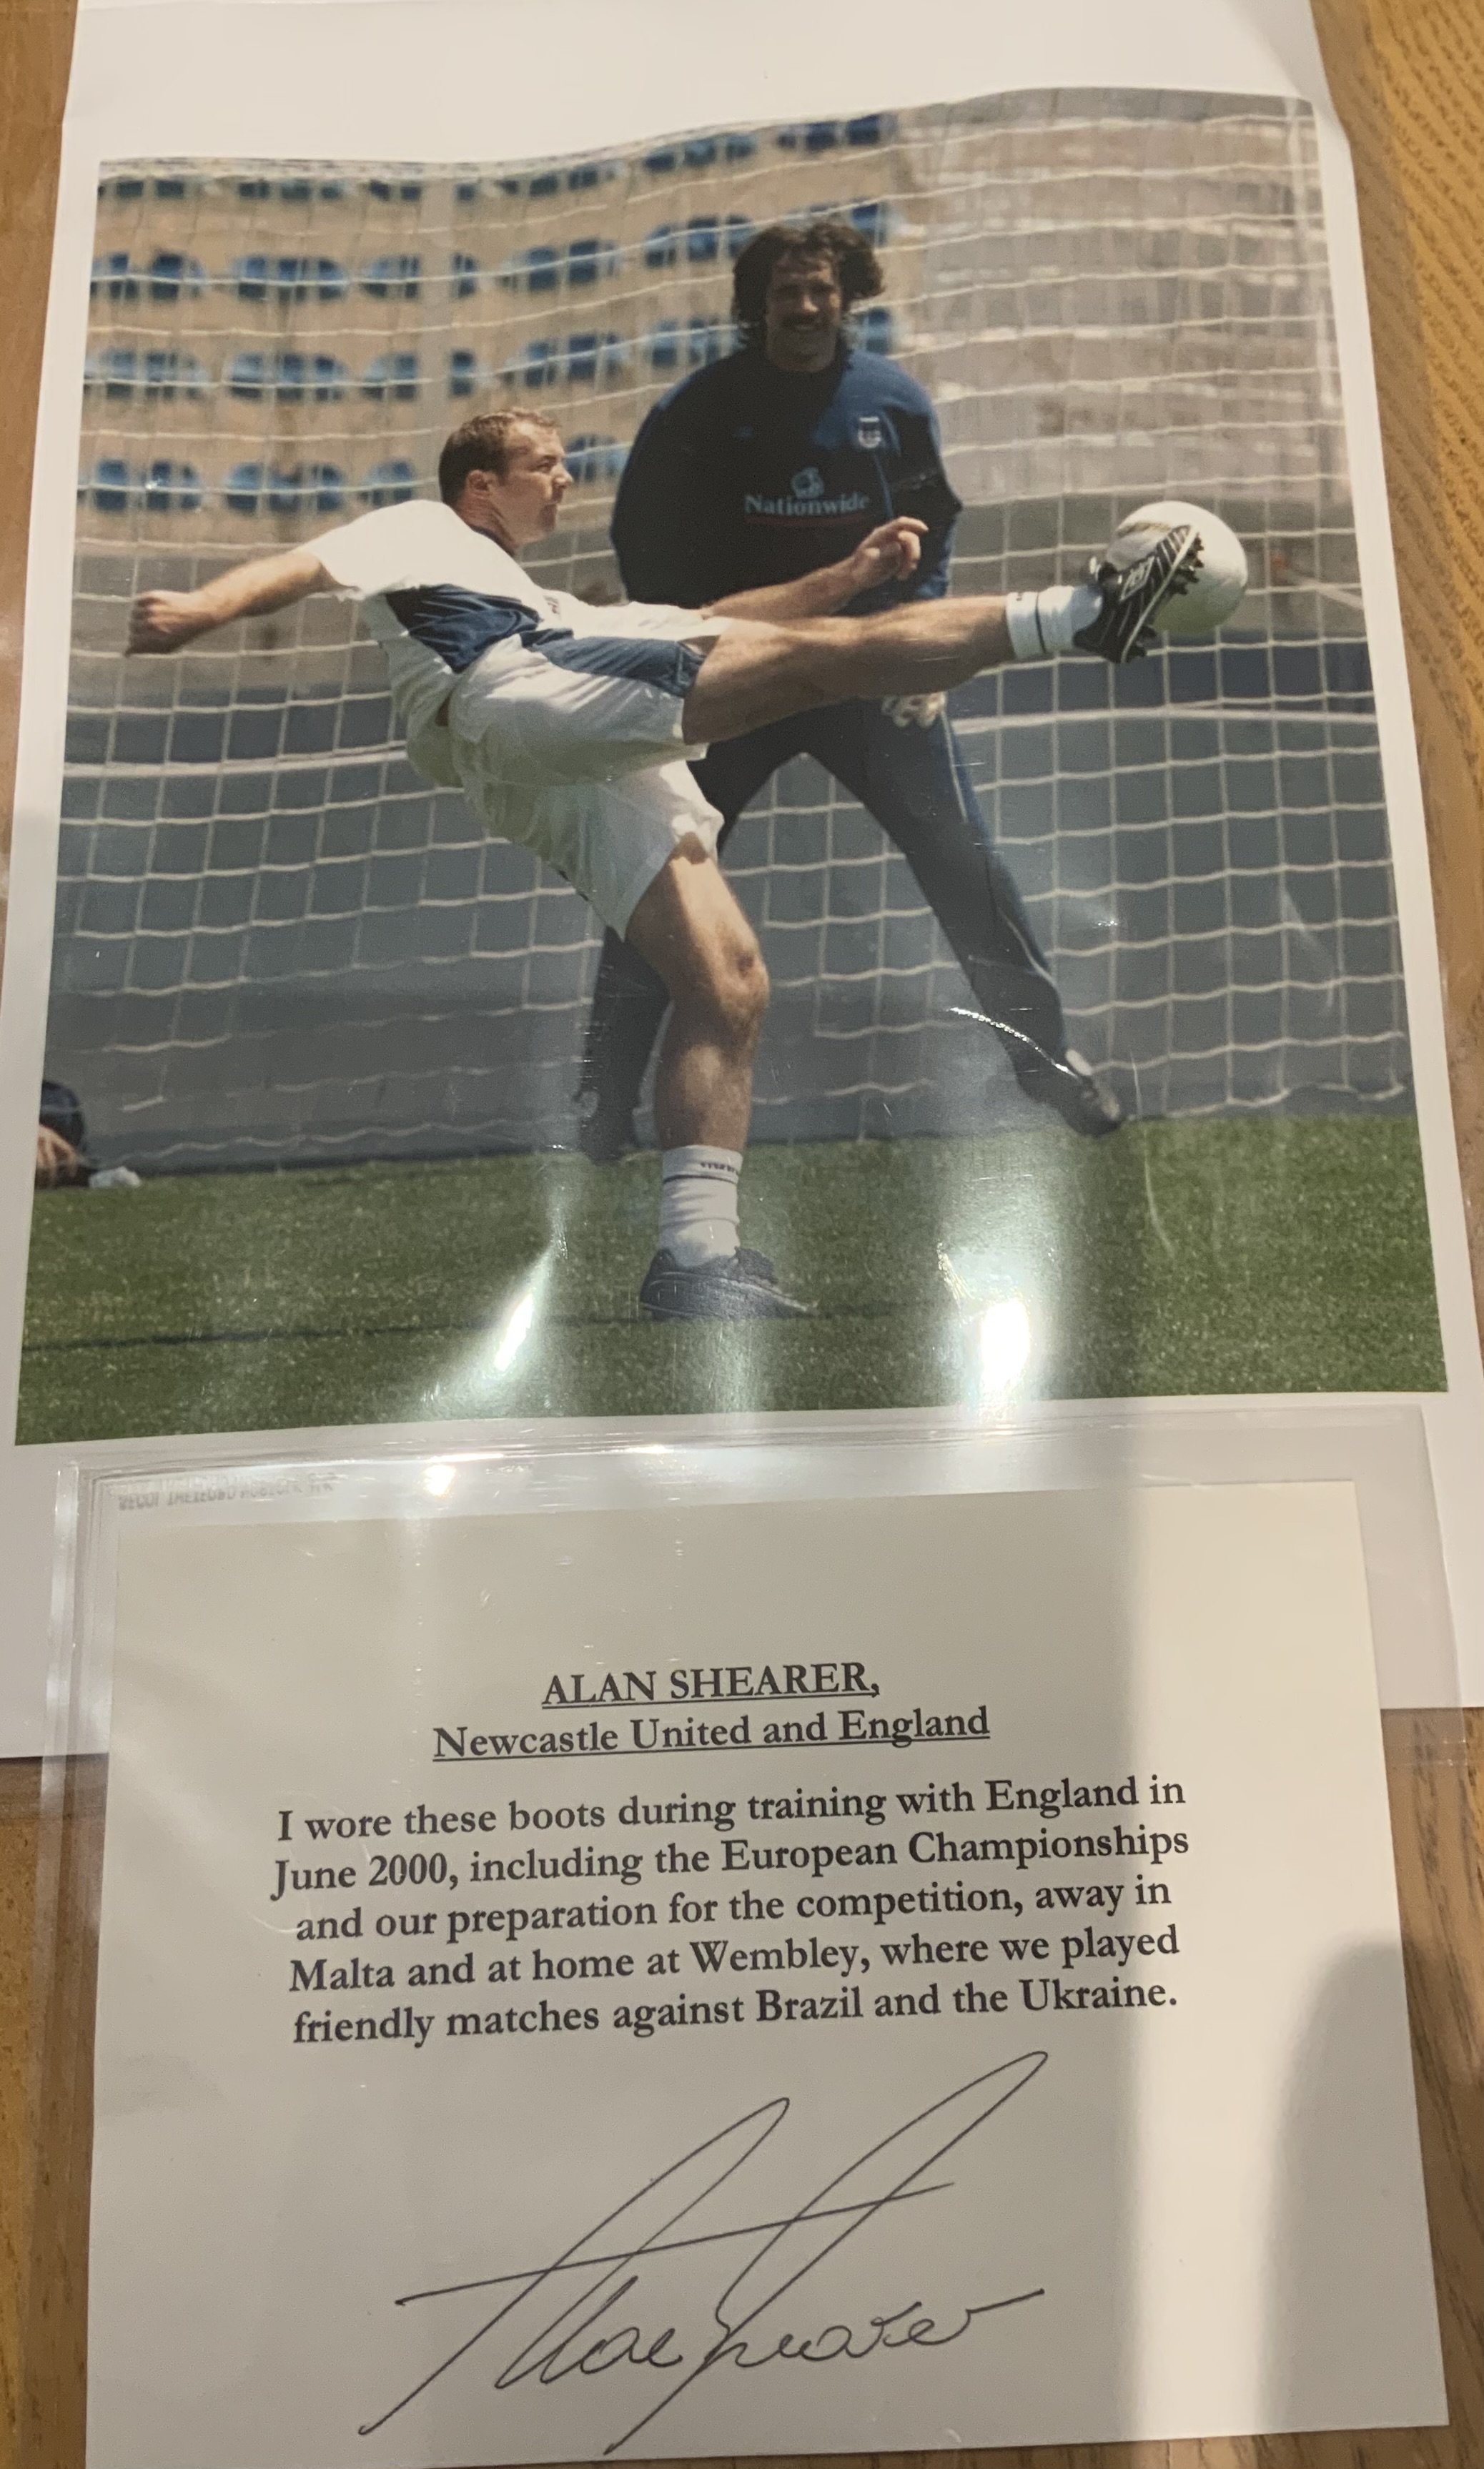 Nationwide
ALAN SHEARER,
Newcastle United and England
I wore these boots during training with England in
June 2000, including the European Championships
and our preparation for the competition, away in
Malta and at home at Wembley, where we played
friendly matches against Brazil and the Ukraine.
Alan Shearer